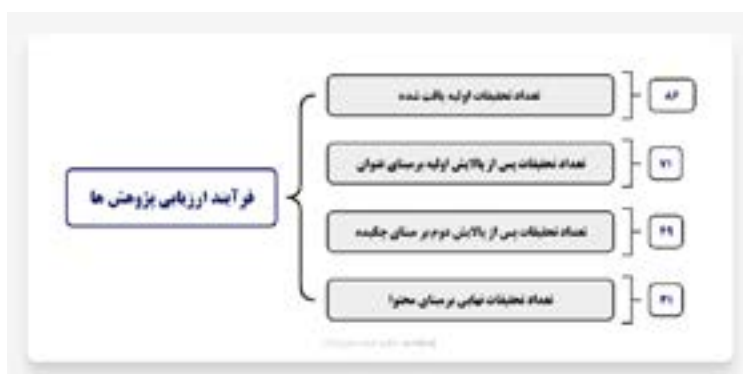 تعداد تحقیقات اولیه یافت شده
۸۶
تعداد تحقیقات پس از پالایش اولیه بر مبنای عنوان
۷۱
فرآیند ارزیابی پژوهش ها
تعداد تحقیقات پس از پالایش دوم بر مبنای چکیده
۴۹
تعداد تحقیقات نهایی بر مبنای محتوا
۴۱